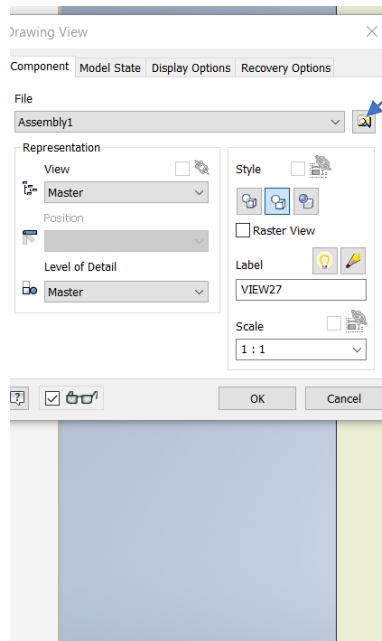 Drawing View
Component Model State Display Options Recovery Options
File
Assembly1
Representation
View
Master
Position
Level of Detail
Master
Style
Raster View
Label
VIEW27
Scale
1 : 1
OK Cancel